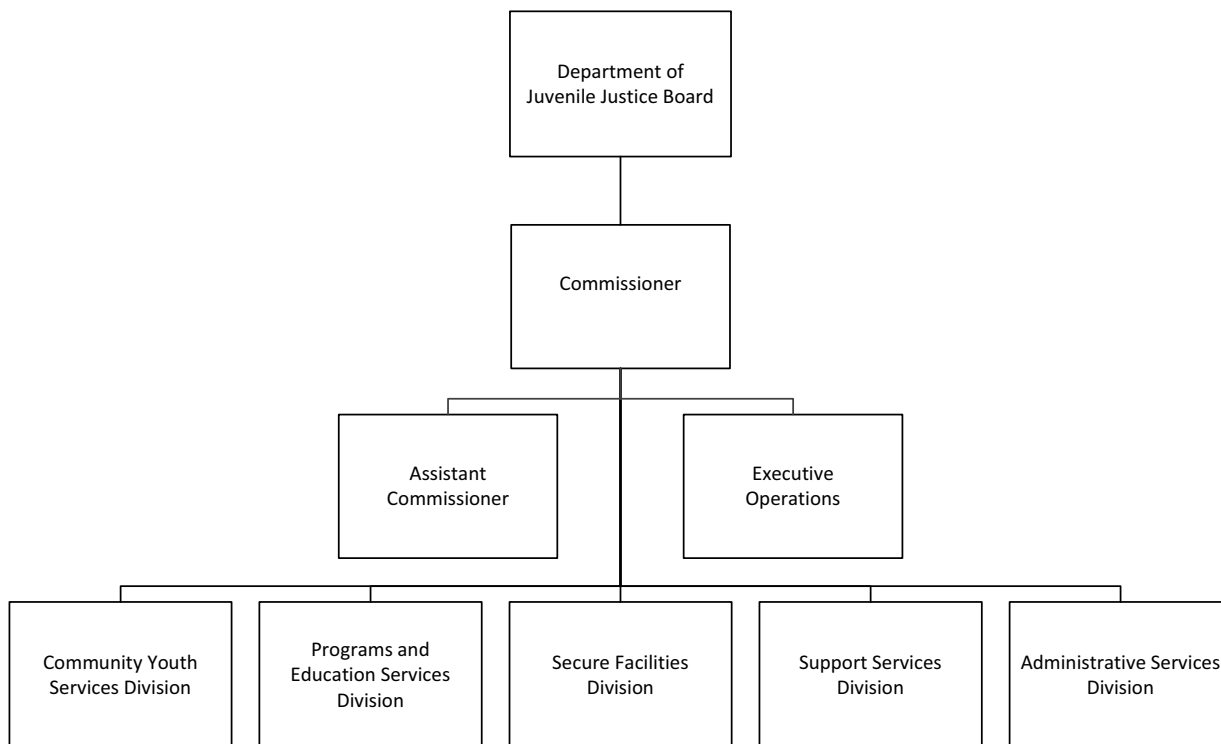 Department of
Juvenile Justice Board
Commissioner
Assistant
Commissioner
Executive
Operations
Community Youth
Services Division
Programs and
Education Services
Division
Secure Facilities
Division
Support Services
Division
Administrative Services
Division